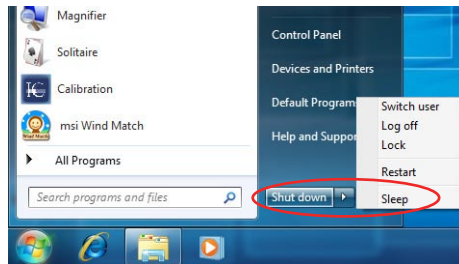 Magnifier
Solitaire
Calibration
msi Wind Match
All Programs
Search programs and files
Control Panel
Devices and Printers
Default Program
Help and Suppor
Shut down
Switch user
Log off
Lock
Restart
Sleep